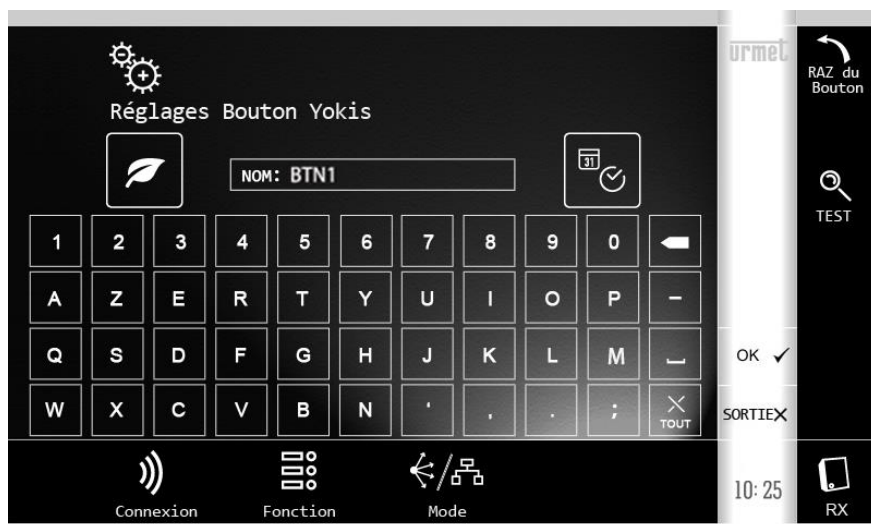 urmet
RAZ du
Bouton
Réglages Bouton Yokis
NOM: BTN1
31
TEST
1 2 3 4 5 6 7 8 9 0
A Z E R T Y U I O P -
Q S D F G H J K L M
OK
W X C V B N ' , . ;
TOUT
SORTIE
Connexion Fonction Mode
10:25
RX